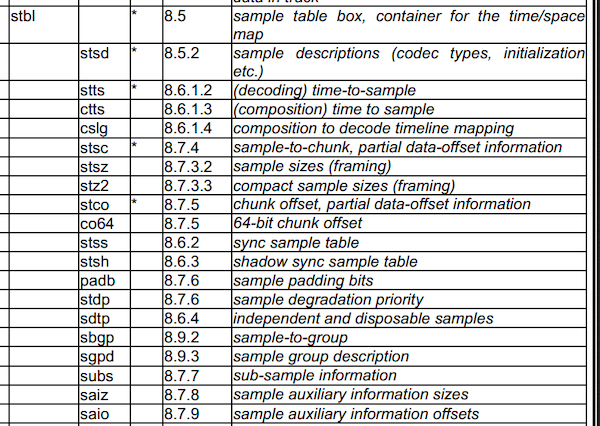 data in track
stbl * 8.5 sample table box, container for the time/space
map
stsd * 8.5.2 sample descriptions (codec types, initialization
etc.)
stts * 8.6.1.2 (decoding) time-to-sample
ctts 8.6.1.3 (composition) time to sample
cslg 8.6.1.4 composition to decode timeline mapping
stsc * 8.7.4 sample-to-chunk, partial data-offset information
stsz 8.7.3.2 sample sizes (framing)
stz2 8.7.3.3 compact sample sizes (framing)
stco * 8.7.5 chunk offset, partial data-offset information
co64 8.7.5 64-bit chunk offset
stss 8.6.2 sync sample table
stsh 8.6.3 shadow sync sample table
padb 8.7.6 sample padding bits
stdp 8.7.6 sample degradation priority
sdtp 8.6.4 independent and disposable samples
sbgp 8.9.2 sample-to-group
sgpd 8.9.3 sample group description
subs 8.7.7 sub-sample information
saiz 8.7.8 sample auxiliary information sizes
saio 8.7.9 sample auxiliary information offsets